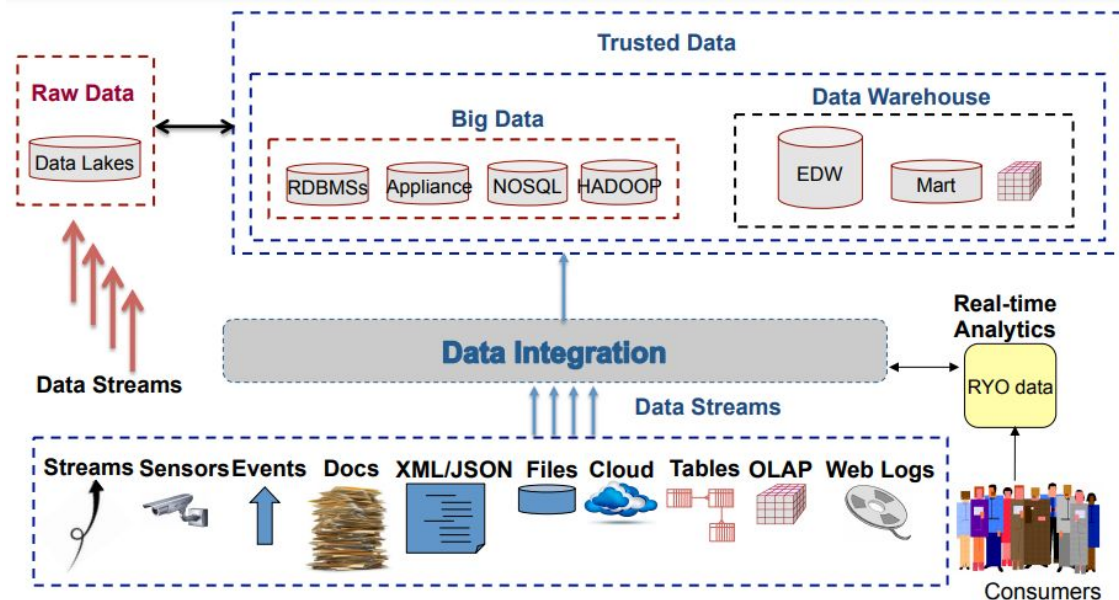 Trusted Data
Raw Data
Data Lakes
Big Data
RDBMSs
Appliance
NOSQL
HADOOP
Data Warehouse
EDW
Mart
Data Streams
Data Integration
Real-time
Analytics
RYO data
Data Streams
Streams
Sensors
Events
Docs
XML/JSON
Files
Cloud
Tables
OLAP
Web Logs
Consumers